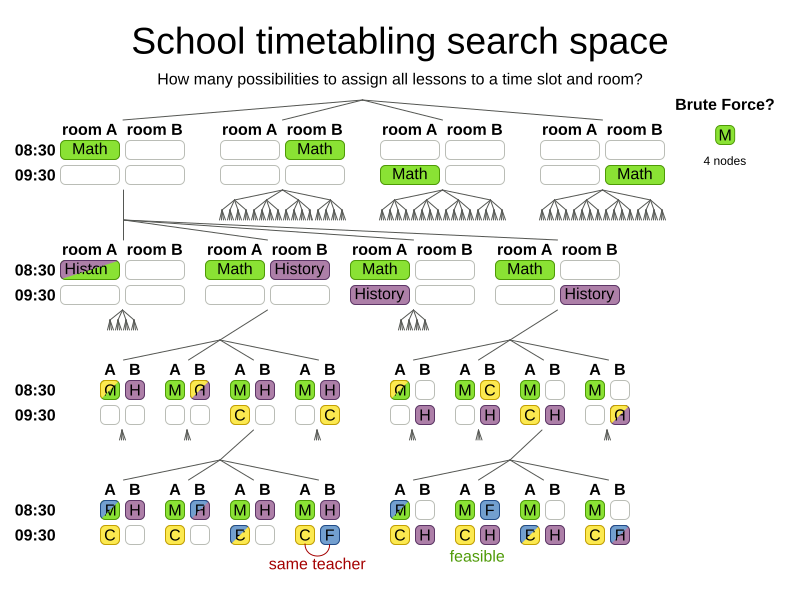 School timetabling search space
How many possibilities to assign all lessons to a time slot and room?
Brute Force?
M
4 nodes
room A room B room A room B room A room B room A room B
08:30 Math Math
09:30 Math Math
room A room B room A room B room A room B room A room B
08:30 Math History Math Math
09:30 History History
A B A B A B A B A B A B A B A B
08:30 M H M M H M H M C M M
09:30 C C H H C H
A B A B A B A B A B A B A B A B
08:30 H M M H M H M F M M
09:30 C C C F C H C H H C
same teacher
feasible